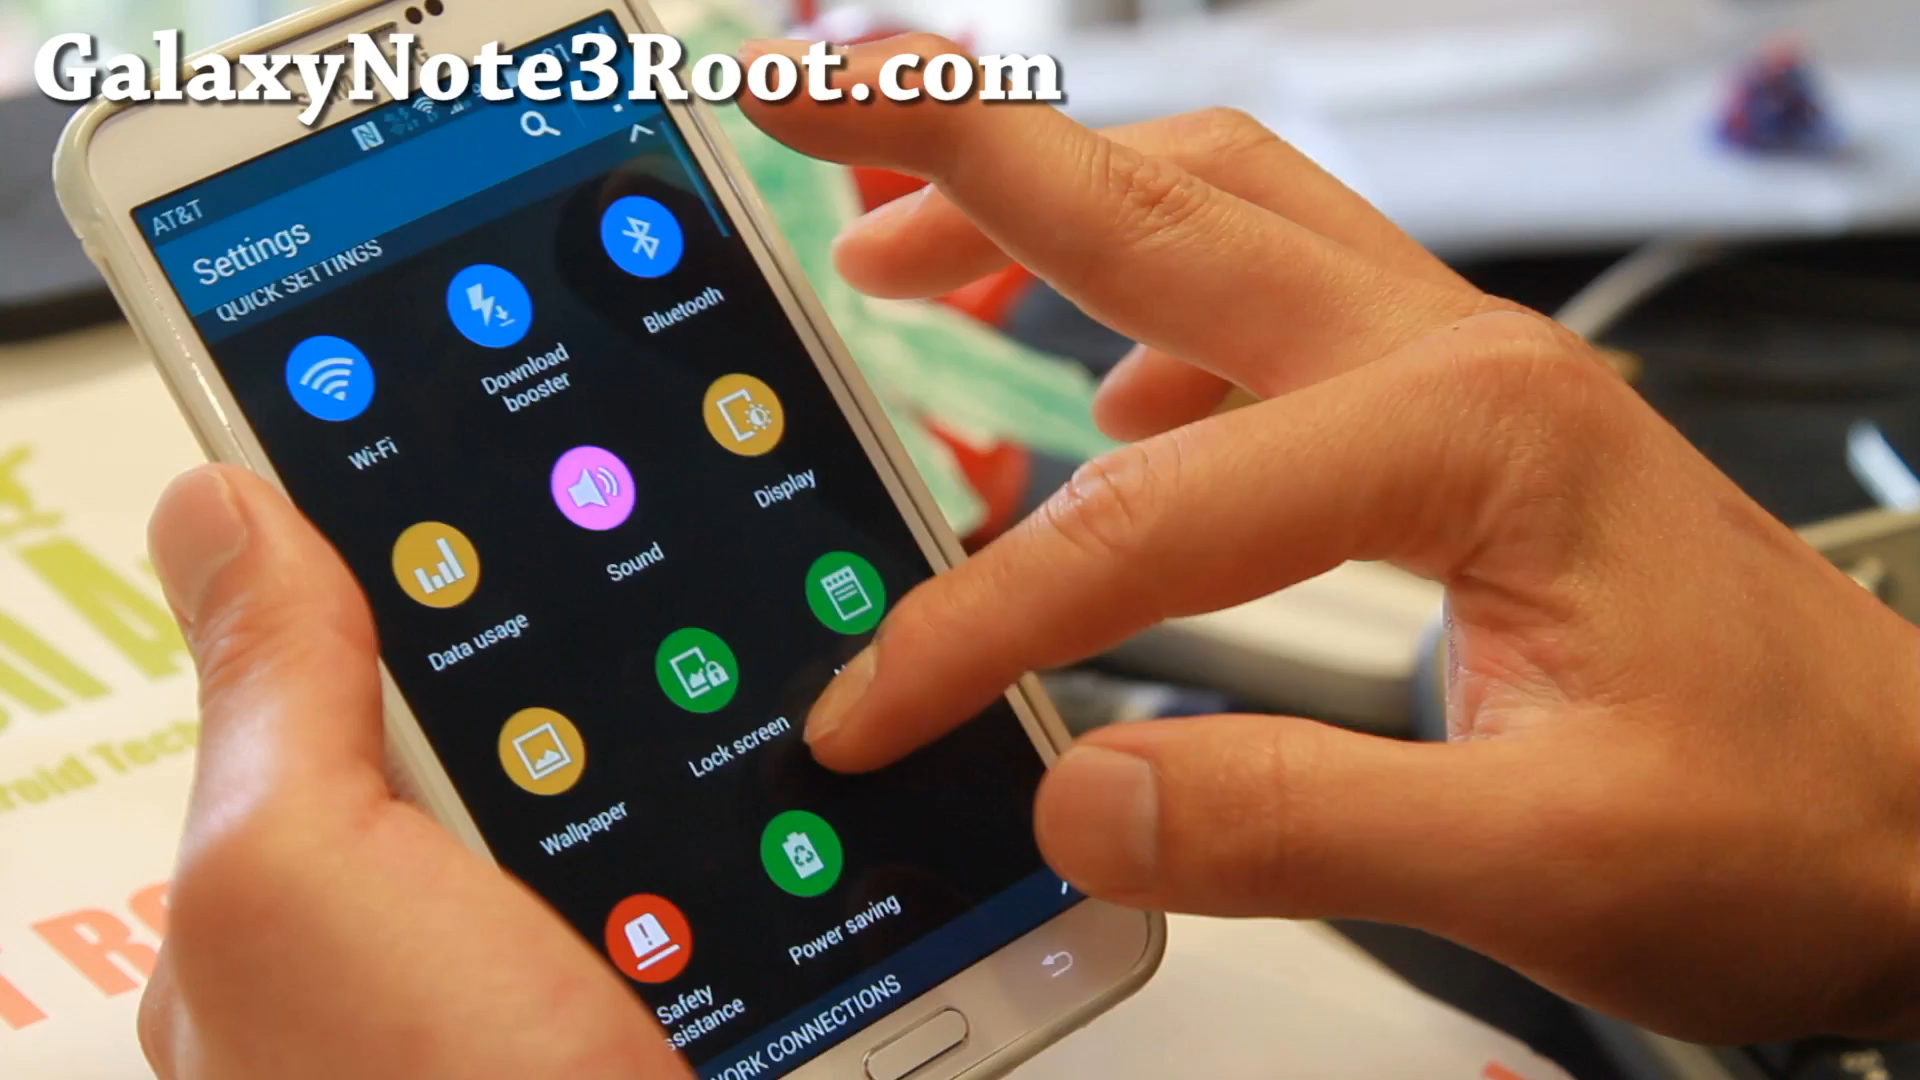 GalaxyNote3Root.com
AT&T
Settings
QUICK SETTINGS
Wi-Fi
Download
booster
Bluetooth
Data usage
Sound
Display
Wallpaper
Lock screen
Safety
ssistance
Power saving
WORK CONNECTIONS